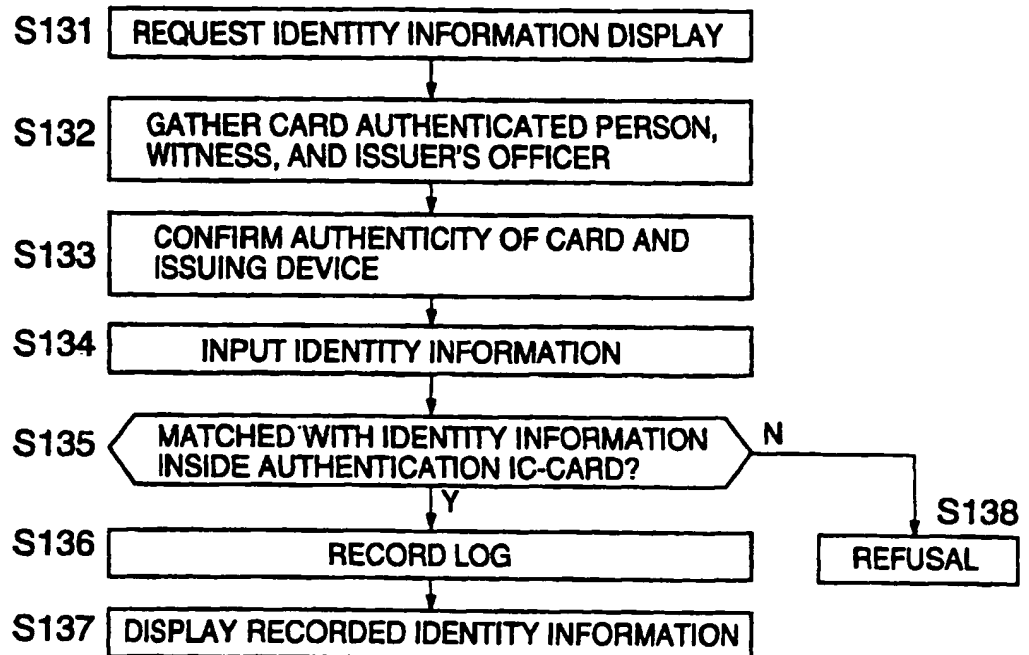 S131 REQUEST IDENTITY INFORMATION DISPLAY
S132 GATHER CARD AUTHENTICATED PERSON,
WITNESS, AND ISSUER'S OFFICER
S133 CONFIRM AUTHENTICITY OF CARD AND
ISSUING DEVICE
S134 INPUT IDENTITY INFORMATION
S135 MATCHED WITH IDENTITY INFORMATION
INSIDE AUTHENTICATION IC-CARD?
N
Y
S138
REFUSAL
S136 RECORD LOG
S137 DISPLAY RECORDED IDENTITY INFORMATION